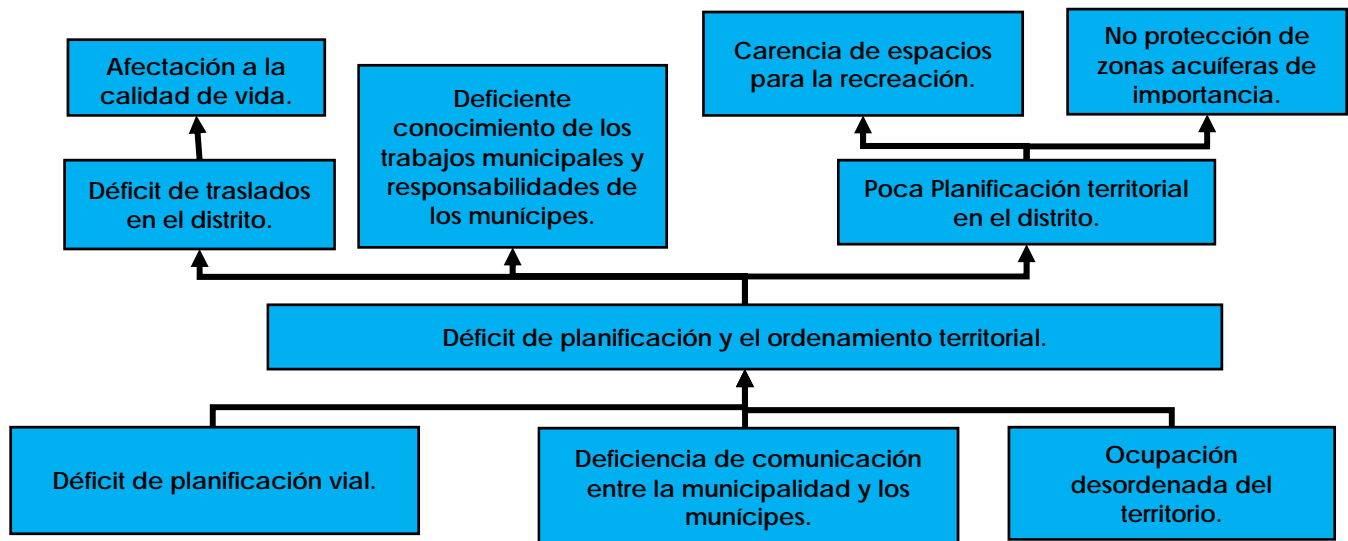 Afectación a la
calidad de vida.
Deficiente
conocimiento de los
trabajos municipales y
responsabilidades de
los munícipes.
Carencia de espacios
para la recreación.
No protección de
zonas acuíferas de
importancia.
Déficit de traslados
en el distrito.
Poca Planificación territorial
en el distrito.
Déficit de planificación y el ordenamiento territorial.
Déficit de planificación vial.
Deficiencia de comunicación
entre la municipalidad y los
munícipes.
Ocupación
desordenada del
territorio.